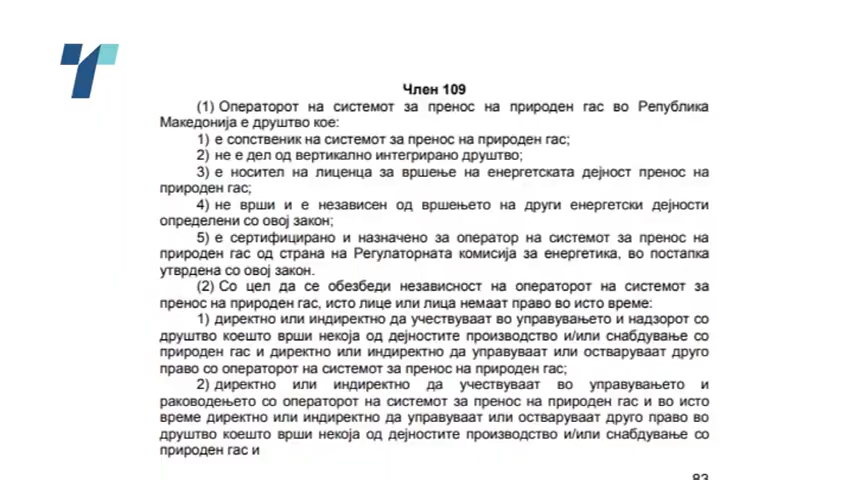 Член 109
(1) Операторот на системот за пренос на природен гас во Република
Македонија е друштво кое:
1) е сопственик на системот за пренос на природен гас;
2) не е дел од вертикално интегрирано друштво;
3) е носител на лиценца за вршење на енергетската дејност пренос на
природен гас;
4) не врши и е независен од вршењето на други енергетски дејности
определени со овој закон;
5) е сертифицирано и назначено за оператор на системот за пренос на
природен гас од страна на Регулаторната комисија за енергетика, во постапка
утврдена со овој закон.
(2) Со цел да се обезбеди независност на операторот на системот за
пренос на природен гас, исто лице или лица немаат право во исто време:
1) директно или индиректно да учествуваат во управувањето и надзорот со
друштво коешто врши некоја од дејностите производство и/или снабдување со
природен гас и директно или индиректно да управуваат или остваруваат друго
право со операторот на системот за пренос на природен гас;
2) директно или индиректно да учествуваат во управувањето и
раководењето со операторот на системот за пренос на природен гас и во исто
време директно или индиректно да управуваат или остваруваат друго право во
друштво коешто врши некоја од дејностите производство и/или снабдување со
природен гас и
83